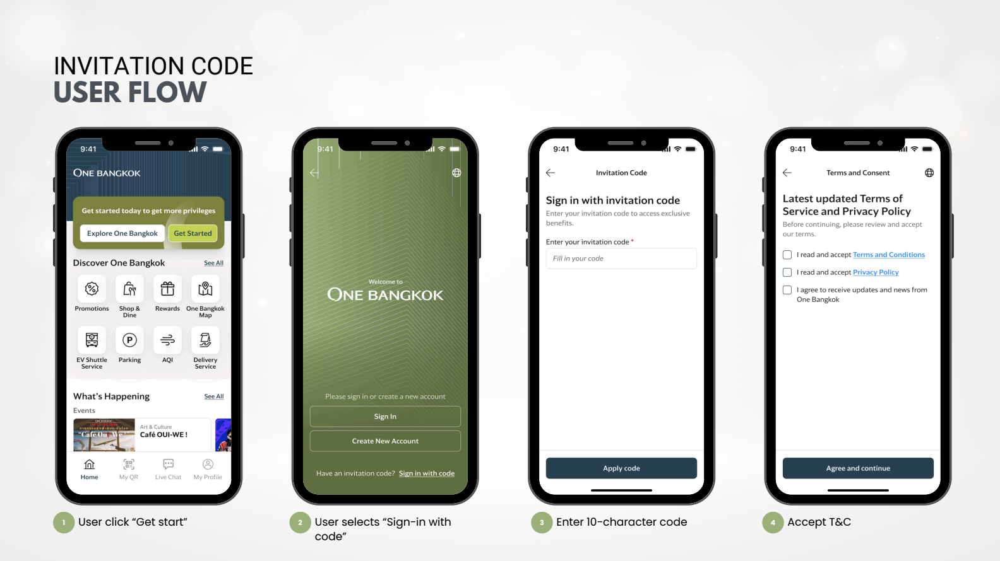 INVITATION CODE
USER FLOW
9:41
ONE BANGKOK
Get started today to get more privileges
Explore One Bangkok
Get Started
Discover One Bangkok
See All
Promotions
Shop &
Dine
Rewards
One Bangkok
Map
EV Shuttle
Service
Parking
AQI
Delivery
Service
What's Happening
See All
Events
"Café Oui We"
Art & Culture
Café OUI-WE !
Home
My QR
Live Chat
My Profile
1
User click “Get start”
9:41
Welcome to
ONE BANGKOK
Please sign in or create a new account
Sign In
Create New Account
Have an invitation code? Sign in with code
2
User selects “Sign-in with
code”
9:41
Invitation Code
Sign in with invitation code
Enter your invitation code to access exclusive
benefits.
Enter your invitation code *
Fill in your code
Apply code
3
Enter 10-character code
9:41
Terms and Consent
Latest updated Terms of
Service and Privacy Policy
Before continuing, please review and accept
our terms.
I read and accept Terms and Conditions
I read and accept Privacy Policy
I agree to receive updates and news from
One Bangkok
Agree and continue
4
Accept T&C